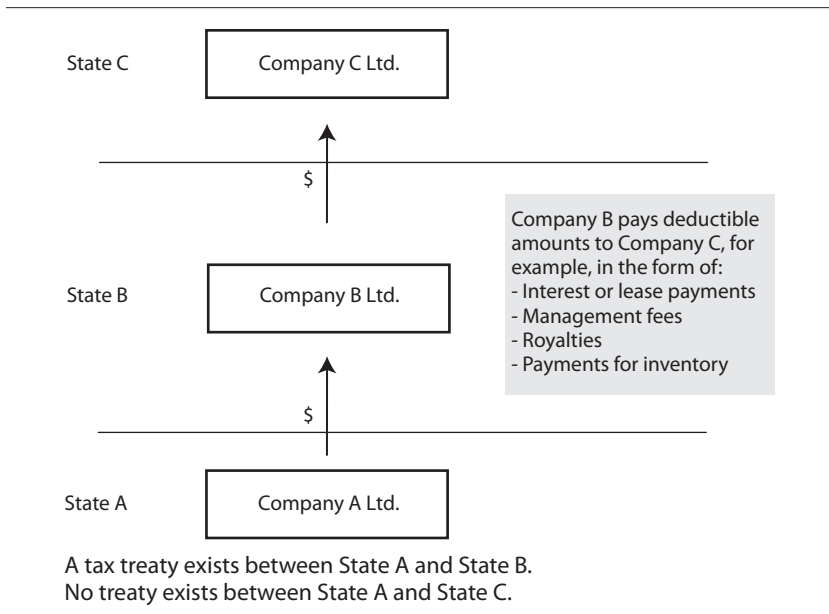 State C
Company C Ltd.
$
Company B pays deductible
amounts to Company C, for
example, in the form of:
- Interest or lease payments
- Management fees
- Royalties
- Payments for inventory
State B
Company B Ltd.
$
State A
Company A Ltd.
A tax treaty exists between State A and State B.
No treaty exists between State A and State C.